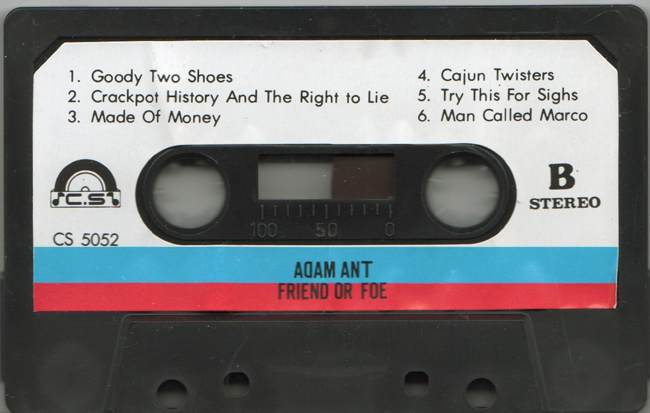 1. Goody Two Shoes
2. Crackpot History And The Right to Lie
3. Made Of Money
4. Cajun Twisters
5. Try This For Sighs
6. Man Called Marco
C.S
B
STEREO
100 50 0
CS 5052
ADAM ANT
FRIEND OR FOE